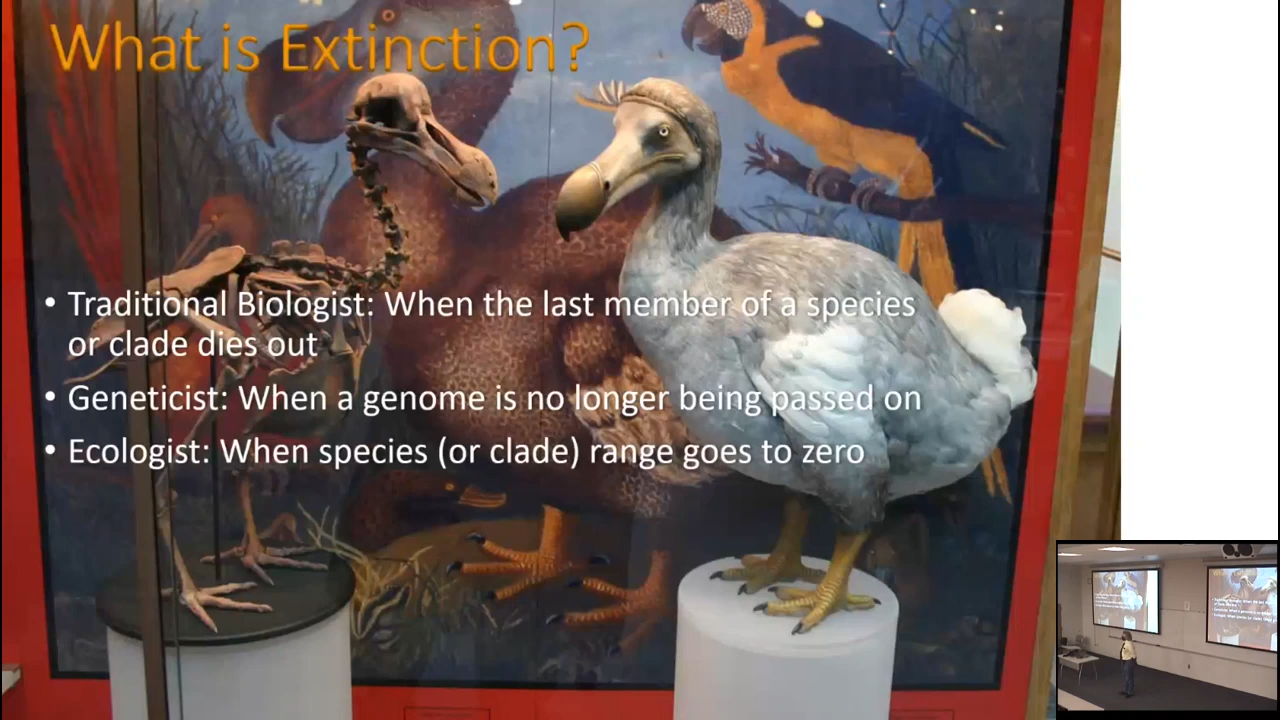 What is Extinction?
• Traditional Biologist: When the last member of a species
or clade dies out
• Geneticist: When a genome is no longer being passed on
• Ecologist: When species (or clade) range goes to zero